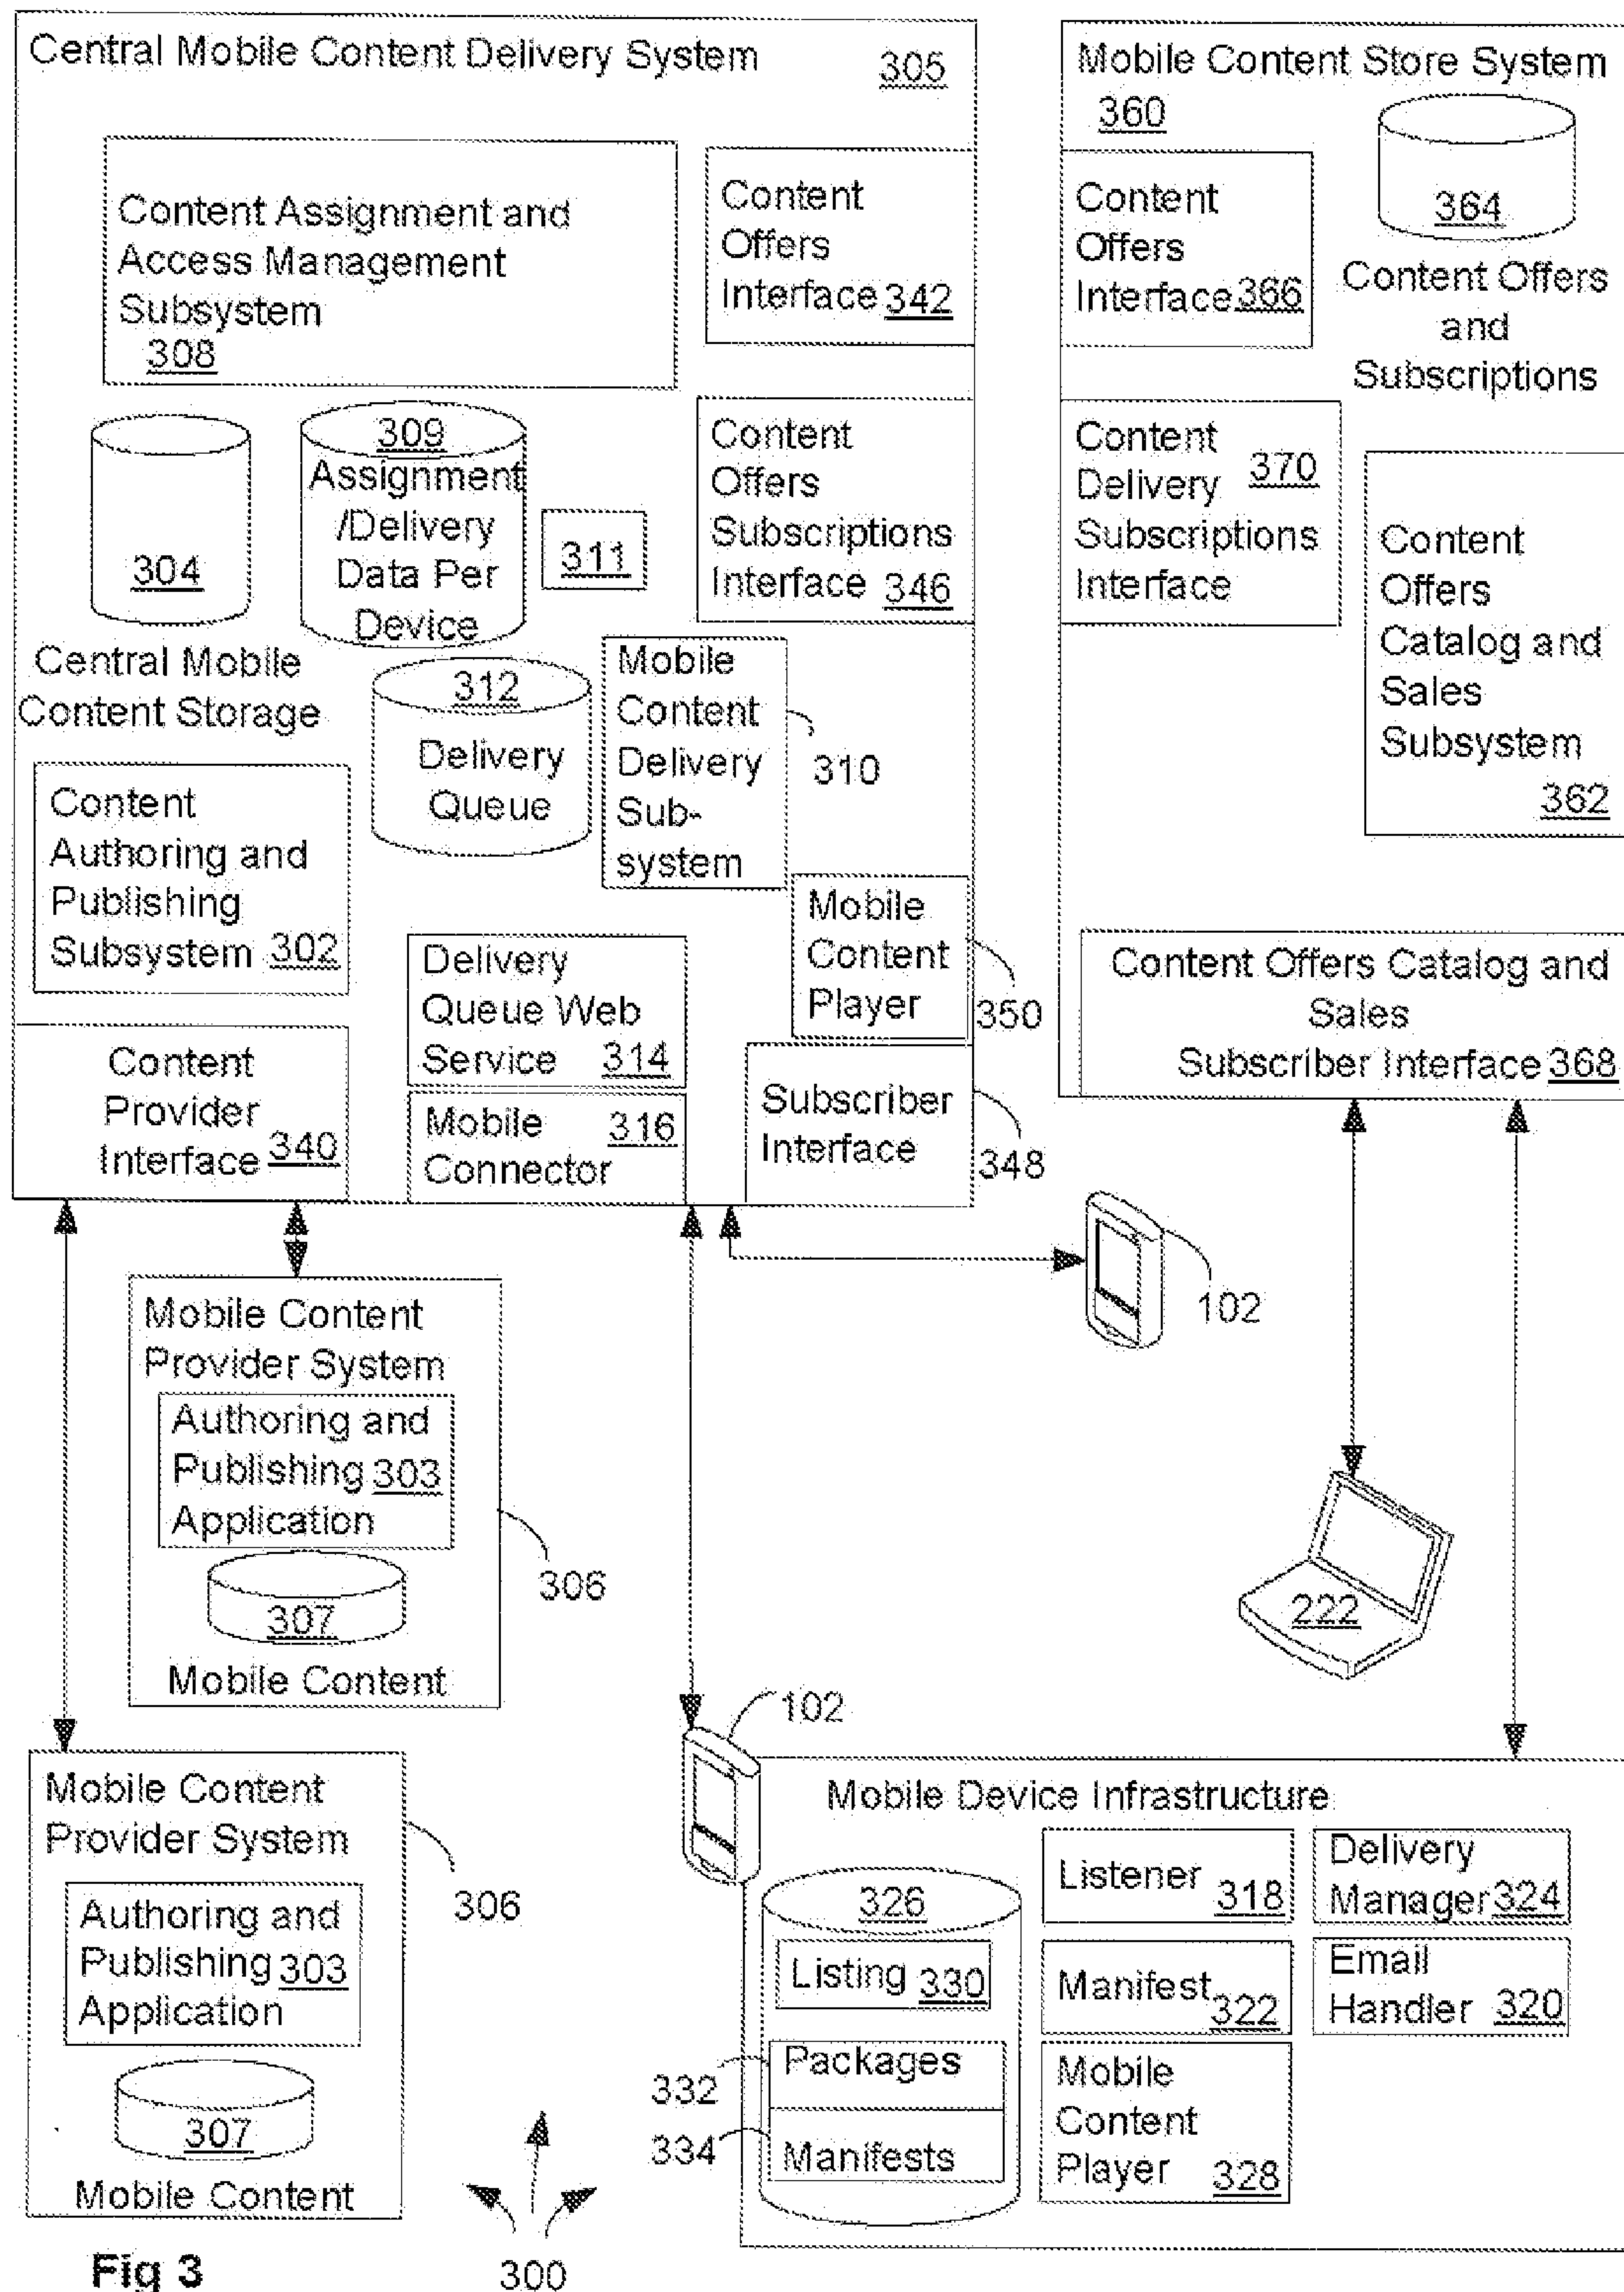 Central Mobile Content Delivery System 305
Content Assignment and
Access Management
Subsystem
308
Content
Offers
Interface 342
304
Central Mobile
Content Storage
309
Assignment
/Delivery
Data Per
Device
311
Content
Offers
Subscriptions
Interface 346
312
Delivery
Queue
Mobile
Content
Delivery
Sub-
system
310
Content
Authoring and
Publishing
Subsystem 302
Delivery
Queue Web
Service 314
Mobile
Content
Player
350
Content
Provider
Interface 340
Mobile 316
Connector
Subscriber
Interface
348
Mobile Content Store System
360
Content
Offers
Interface 366
364
Content Offers
and
Subscriptions
Content
Delivery 370
Subscriptions
Interface
Content
Offers
Catalog and
Sales
Subsystem
362
Content Offers Catalog and
Sales
Subscriber Interface 368
102
222
Mobile Content
Provider System
Authoring and
Publishing 303
Application
307
Mobile Content
306
Mobile Content
Provider System
Authoring and
Publishing 303
Application
307
Mobile Content
306
102
Mobile Device Infrastructure
326
Listing 330
Packages
332
Manifests
334
Listener 318
Delivery
Manager 324
Manifest 322
Email
Handler 320
Mobile
Content
Player 328
300
Fig 3